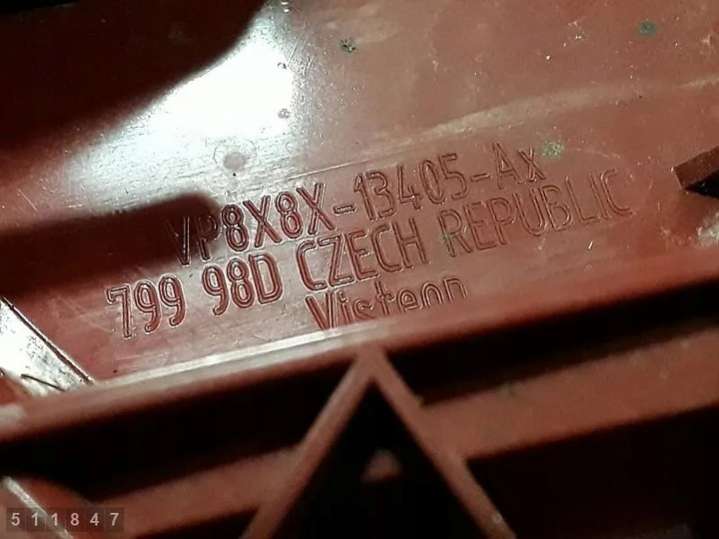 VP8X8X-13405-Ax
799 98D CZECH REPUBLIC
Visteon
511847